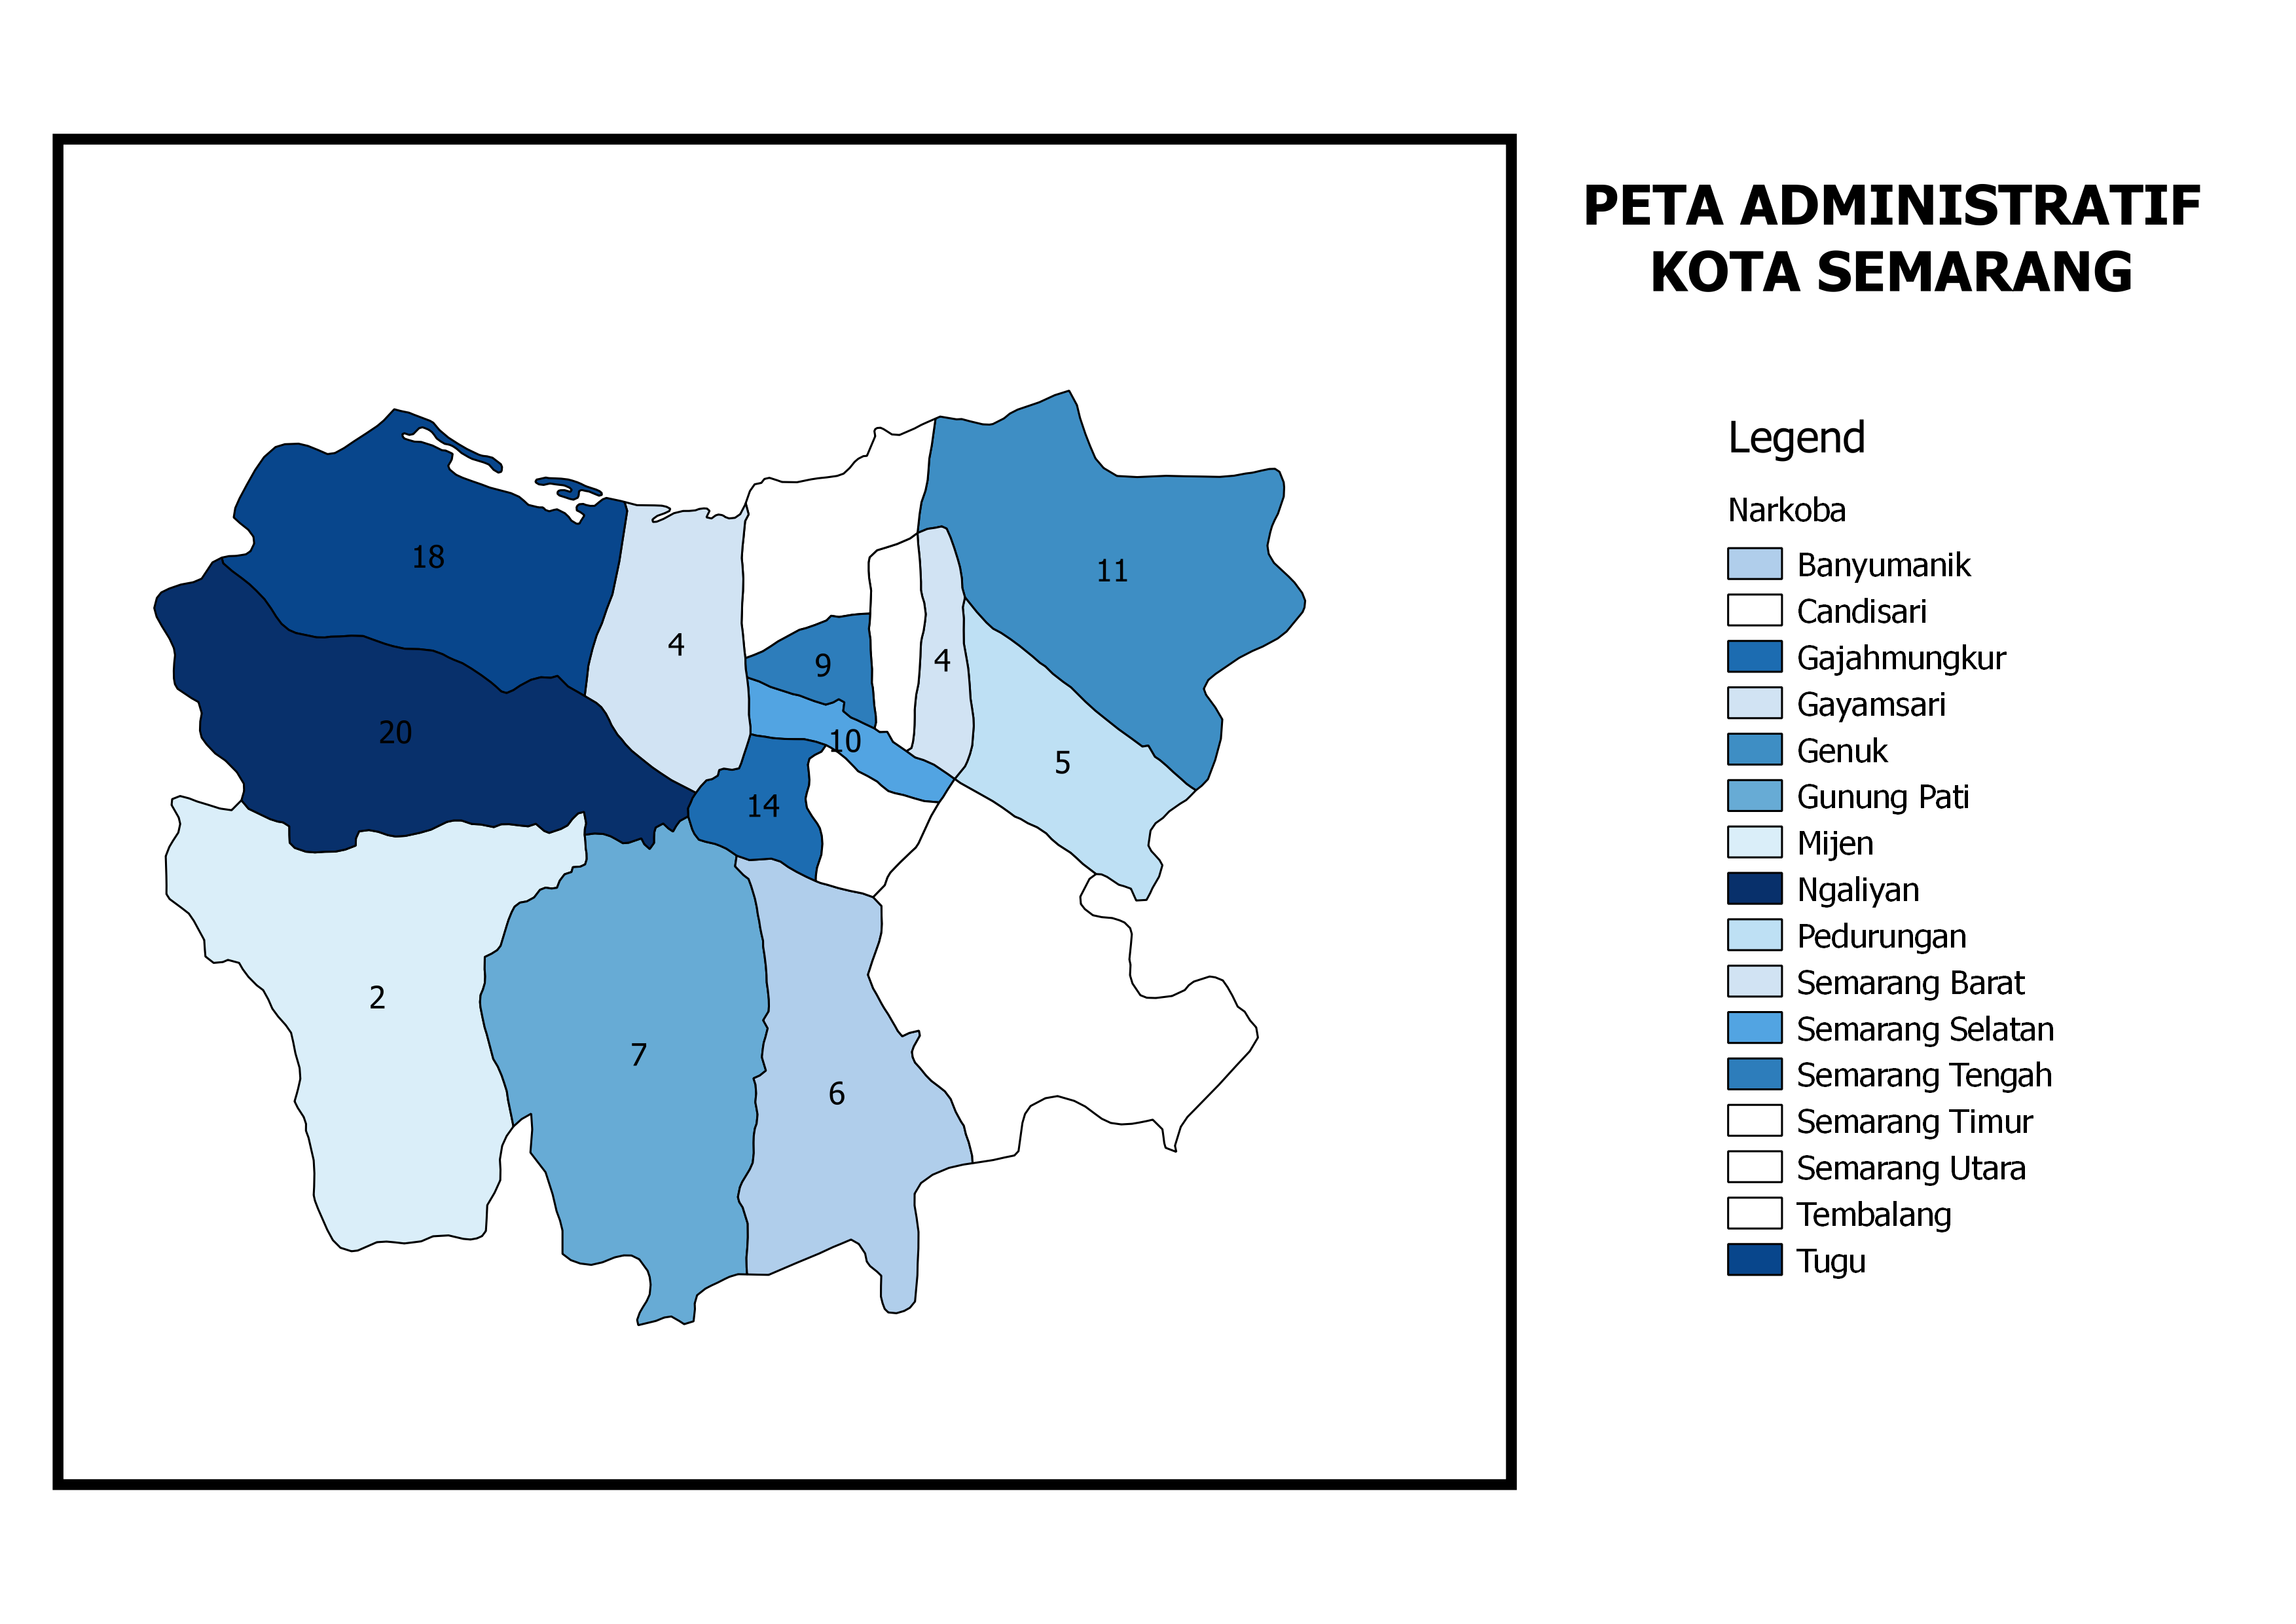 PETA ADMINISTRATIF
KOTA SEMARANG
Legend
Narkoba
Banyumanik
Candisari
Gajahmungkur
Gayamsari
Genuk
Gunung Pati
Mijen
Ngaliyan
Pedurungan
Semarang Barat
Semarang Selatan
Semarang Tengah
Semarang Timur
Semarang Utara
Tembalang
Tugu
18
11
4
9
4
20
10
5
14
2
7
6